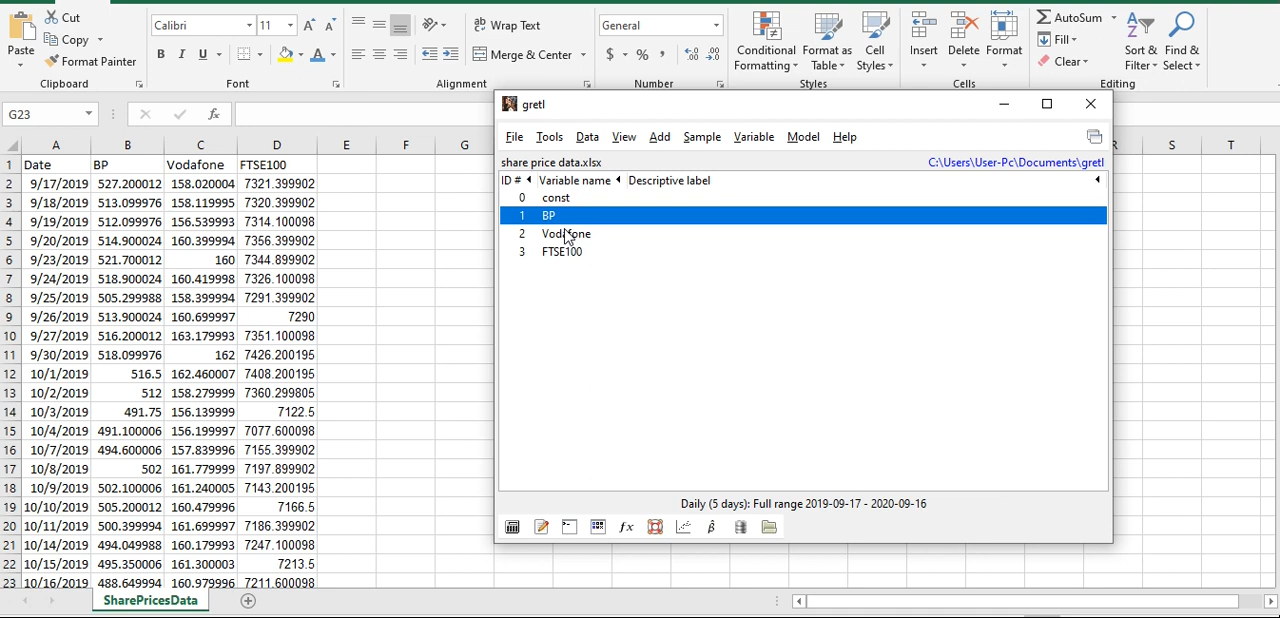 Cut
Copy
Format Painter
Paste
Clipboard
Calibri 11
B I U
Font
Wrap Text
Merge & Center
Alignment
General
$ % ,
Number
Conditional Formatting
Format as Table
Cell Styles
Styles
Insert
Delete
Format
Cells
AutoSum
Fill
Clear
Sort & Filter
Find & Select
Editing
G23
fx
A B C D E F G R S T
1 Date BP Vodafone FTSE100
2 9/17/2019 527.200012 158.020004 7321.399902
3 9/18/2019 513.099976 158.119995 7320.399902
4 9/19/2019 512.099976 156.539993 7314.100098
5 9/20/2019 514.900024 160.399994 7356.399902
6 9/23/2019 521.700012 160 7344.899902
7 9/24/2019 518.900024 160.419998 7326.100098
8 9/25/2019 505.299988 158.399994 7291.399902
9 9/26/2019 513.900024 160.699997 7290
10 9/27/2019 516.200012 163.179993 7351.100098
11 9/30/2019 518.099976 162 7426.200195
12 10/1/2019 516.5 162.460007 7408.200195
13 10/2/2019 512 158.279999 7360.299805
14 10/3/2019 491.75 156.139999 7122.5
15 10/4/2019 491.100006 156.199997 7077.600098
16 10/7/2019 494.600006 157.839996 7155.399902
17 10/8/2019 502 161.779999 7197.899902
18 10/9/2019 502.100006 161.240005 7143.200195
19 10/10/2019 505.200012 160.479996 7166.5
20 10/11/2019 500.399994 161.699997 7186.399902
21 10/14/2019 494.049988 160.179993 7247.100098
22 10/15/2019 495.350006 161.300003 7213.5
23 10/16/2019 488.649994 160.979996 7211.600098
SharePricesData
gretl
File Tools Data View Add Sample Variable Model Help
share price data.xlsx C:\Users\User-Pc\Documents\gretl
ID # Variable name Descriptive label
0 const
1 BP
2 Vodafone
3 FTSE100
Daily (5 days): Full range 2019-09-17 - 2020-09-16
fx
β̂